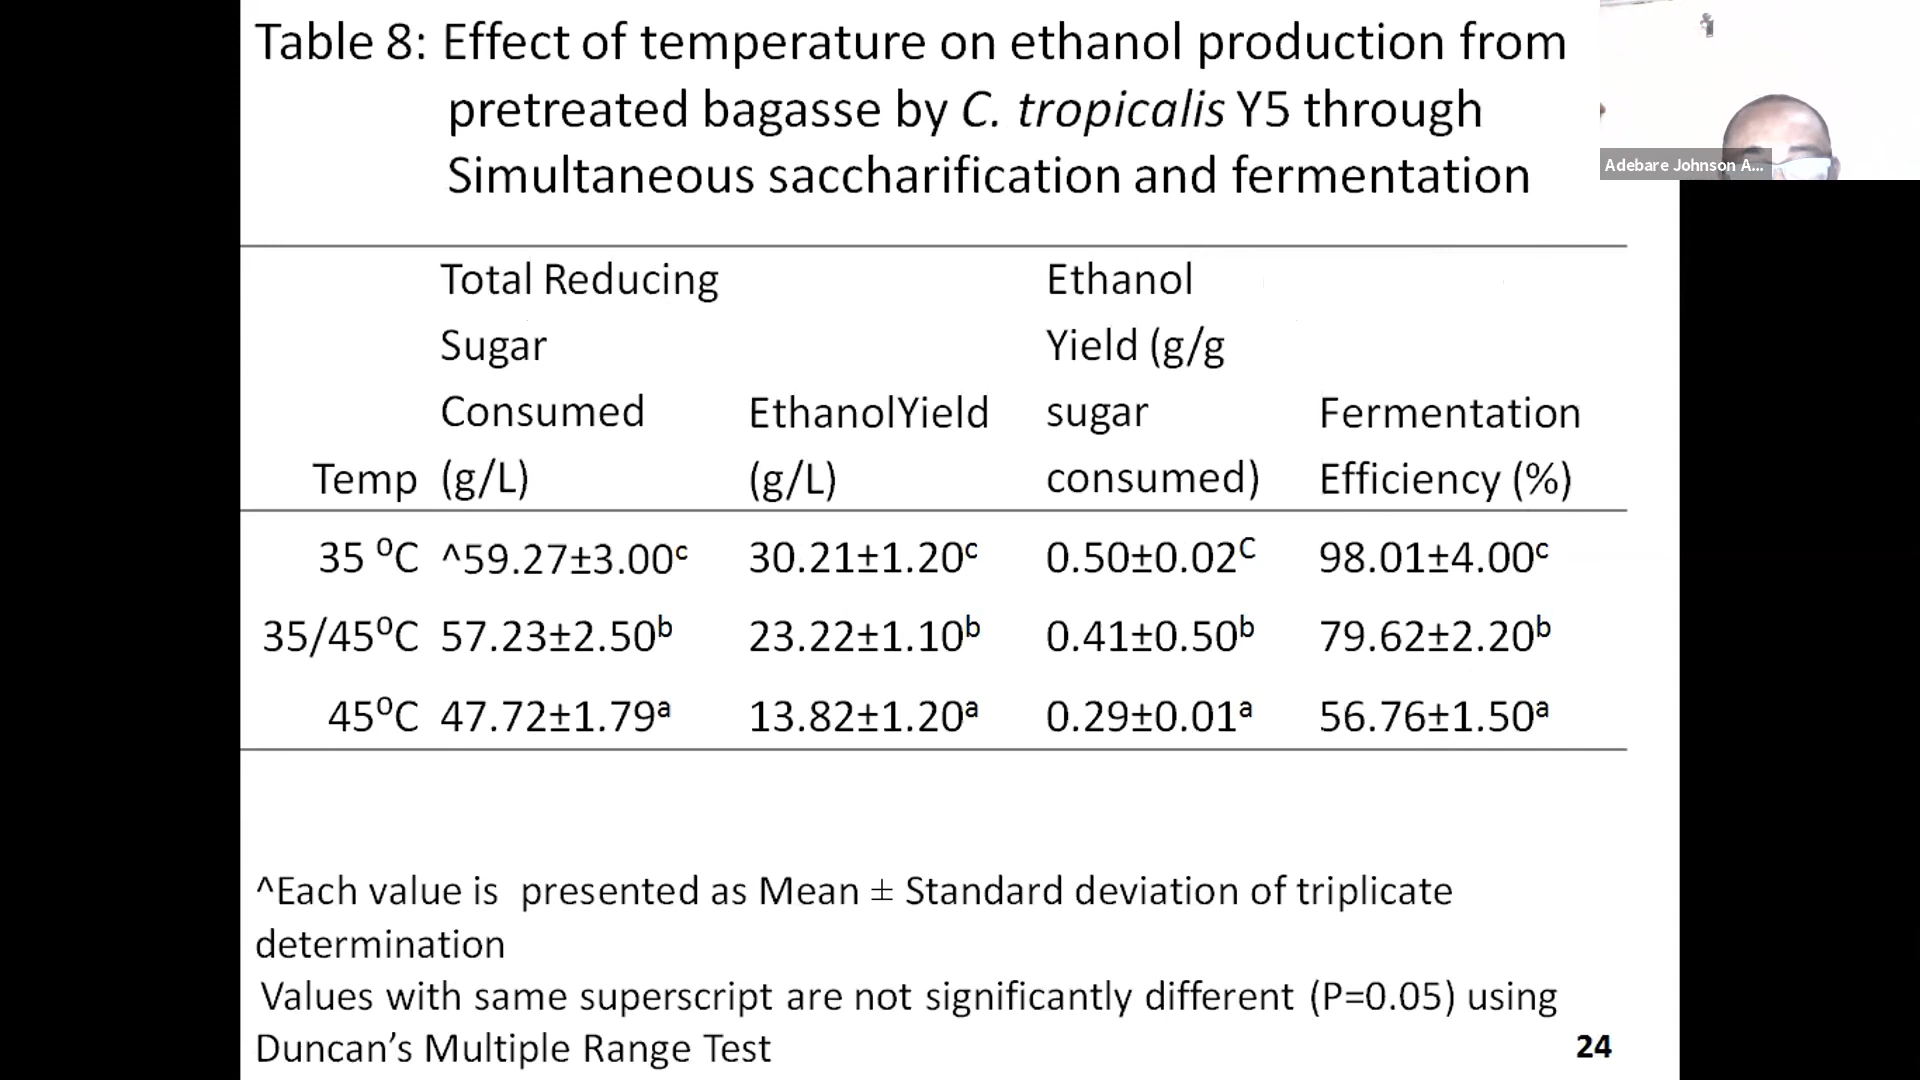 Table 8: Effect of temperature on ethanol production from
pretreated bagasse by C. tropicalis Y5 through
Simultaneous saccharification and fermentation
Adebare Johnson A...
Total Reducing Ethanol
Sugar Yield (g/g
Consumed EthanolYield sugar Fermentation
Temp (g/L) (g/L) consumed) Efficiency (%)
35 ⁰C ^59.27±3.00ᶜ 30.21±1.20ᶜ 0.50±0.02C 98.01±4.00ᶜ
35/45⁰C 57.23±2.50ᵇ 23.22±1.10ᵇ 0.41±0.50ᵇ 79.62±2.20ᵇ
45⁰C 47.72±1.79ᵃ 13.82±1.20ᵃ 0.29±0.01ᵃ 56.76±1.50ᵃ
^Each value is presented as Mean ± Standard deviation of triplicate
determination
Values with same superscript are not significantly different (P=0.05) using
Duncan’s Multiple Range Test
24